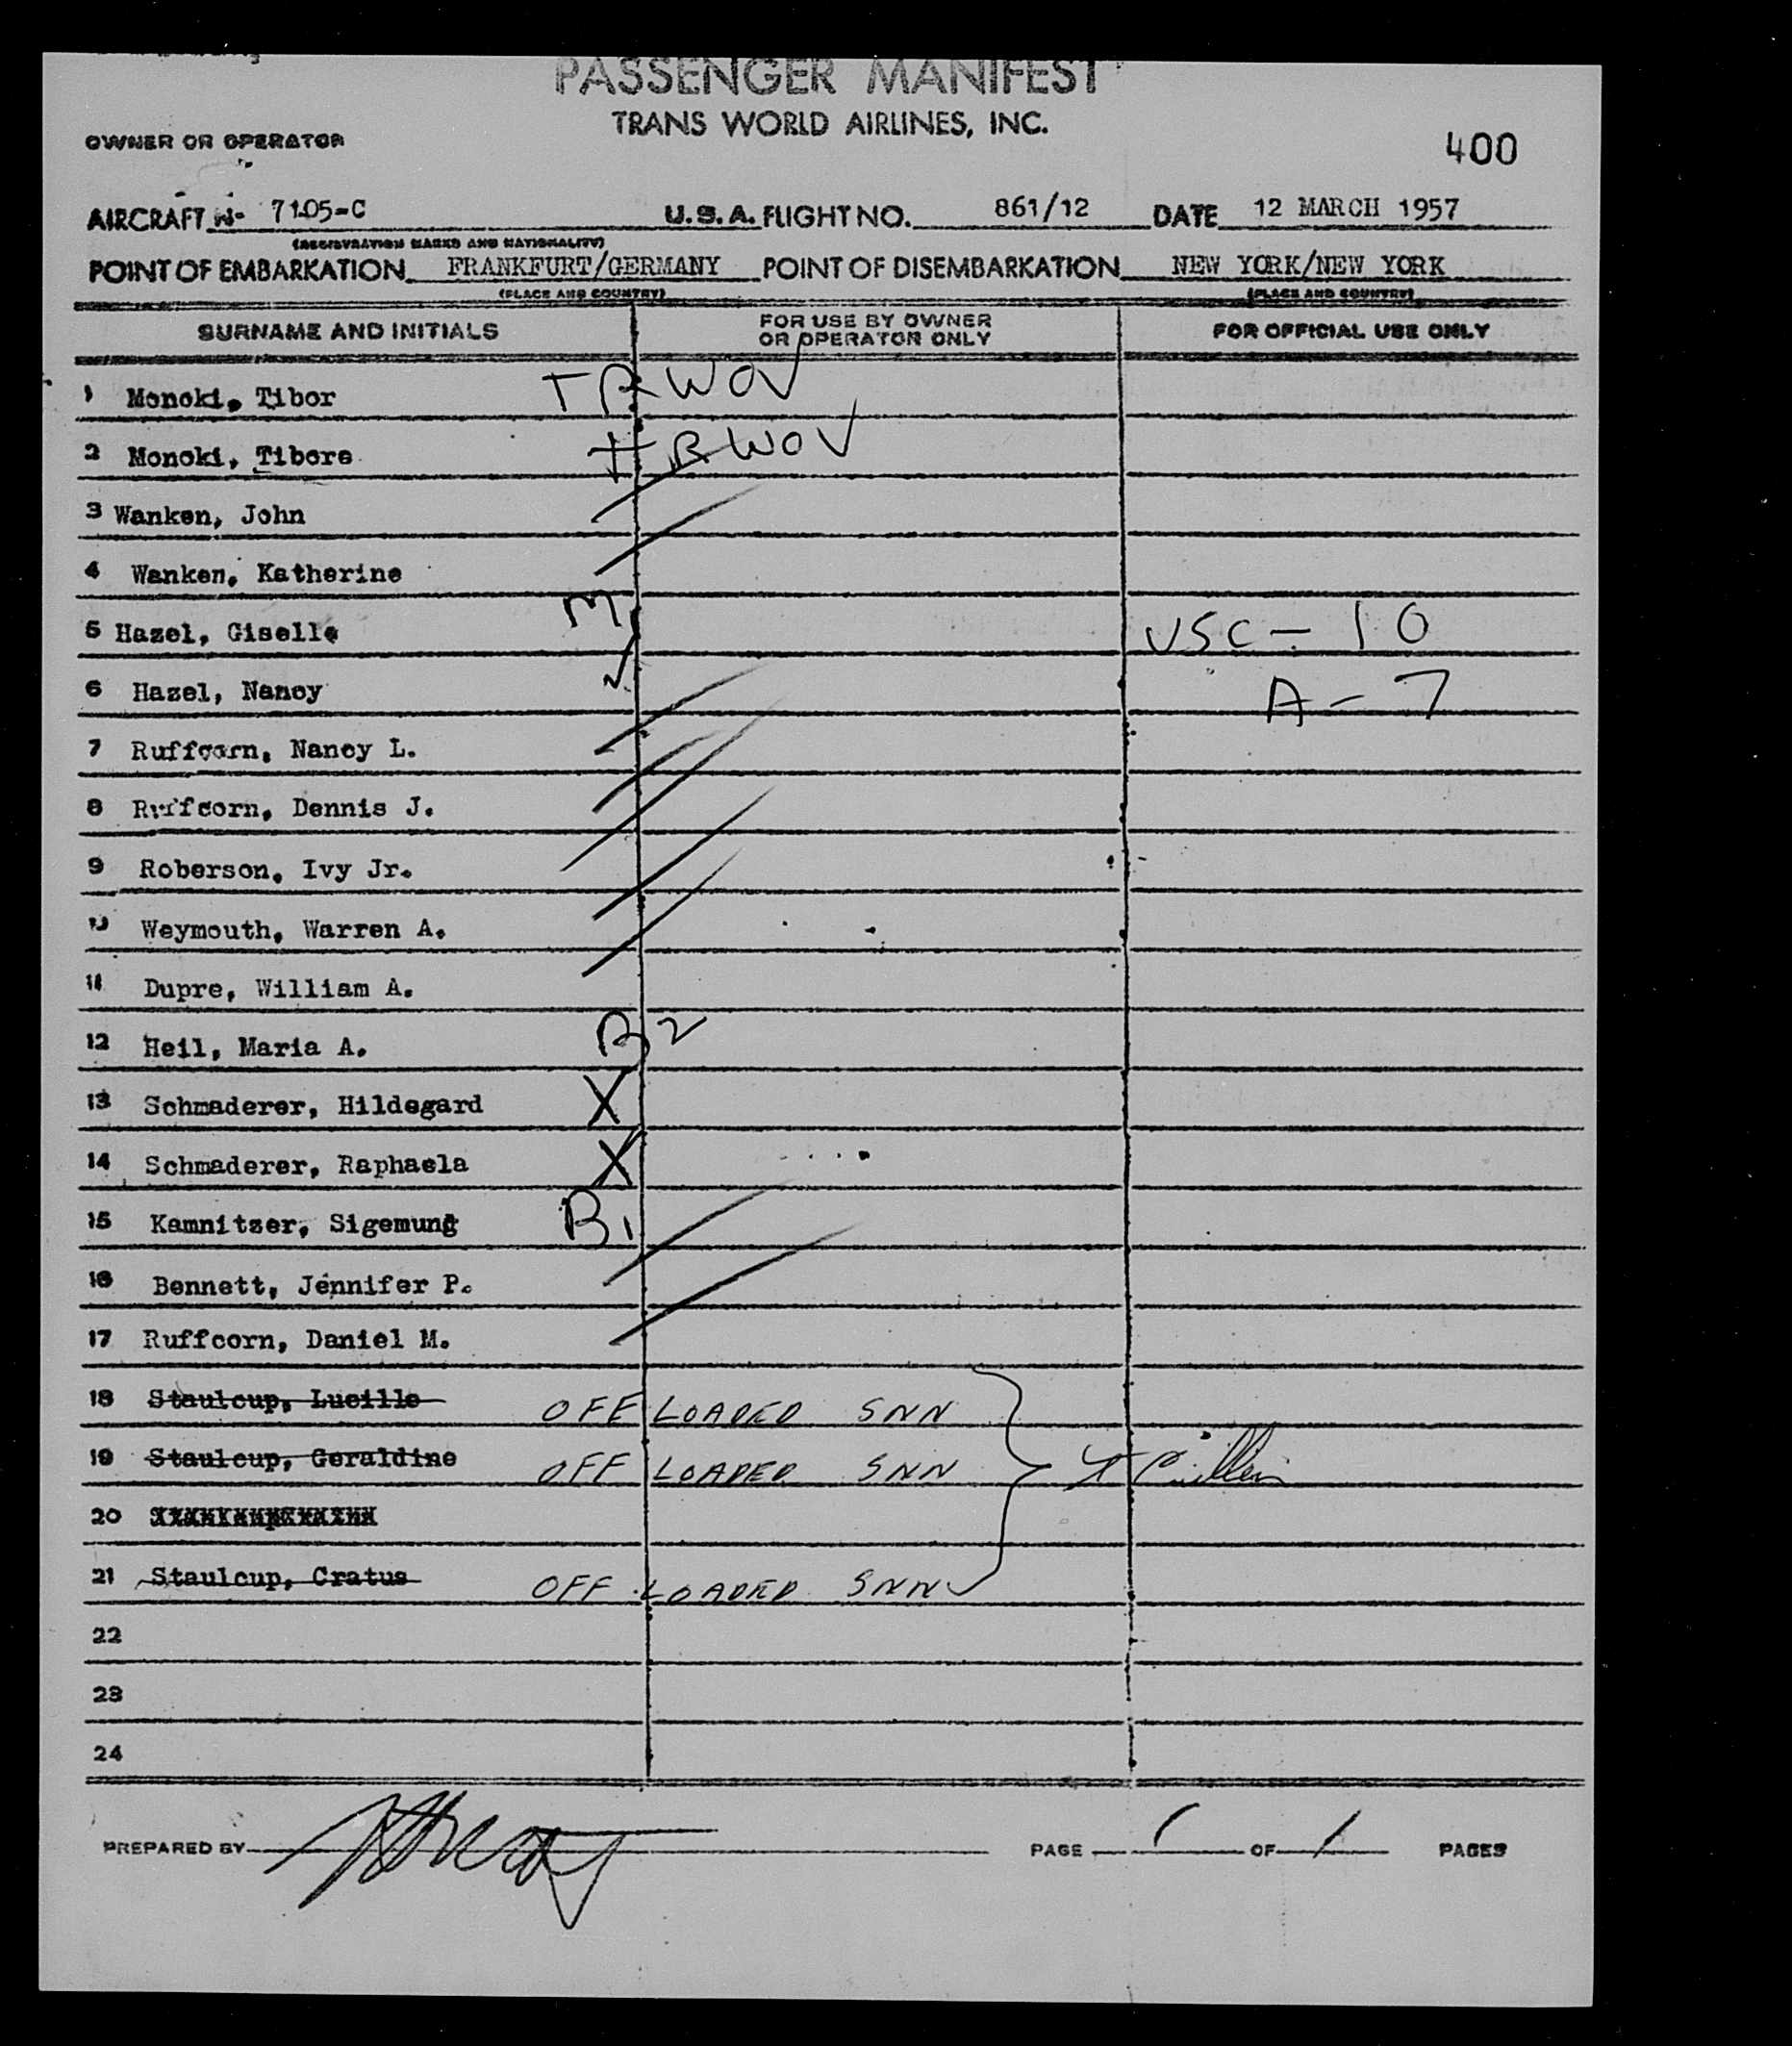 PASSENGER MANIFEST
TRANS WORLD AIRLINES, INC.
OWNER OR OPERATOR
400
AIRCRAFT N- 7105-C U.S.A. FLIGHT NO. 861/12 DATE 12 MARCH 1957
(REGISTRATION MARKS AND NATIONALITY)
POINT OF EMBARKATION FRANKFURT/GERMANY POINT OF DISEMBARKATION NEW YORK/NEW YORK
(PLACE AND COUNTRY) (PLACE AND COUNTRY)
SURNAME AND INITIALS FOR USE BY OWNER OR OPERATOR ONLY FOR OFFICIAL USE ONLY
1 Monoki, Tibor TRWOV
2 Monoki, Tibore TRWOV
3 Wanken, John
4 Wanken, Katherine
5 Hazel, Giselle M USC - 10
6 Hazel, Nancy A - 7
7 Ruffcorn, Nancy L.
8 Ruffcorn, Dennis J.
9 Roberson, Ivy Jr.
10 Weymouth, Warren A.
11 Dupre, William A.
12 Heil, Maria A. B2
13 Schmaderer, Hildegard X
14 Schmaderer, Raphaela X
15 Kamnitzer, Sigemung B1
16 Bennett, Jennifer P.
17 Ruffcorn, Daniel M.
18 Staulcup, Lucille OFF LOADED SNN
19 Staulcup, Geraldine OFF LOADED SNN
20
21 Staulcup, Cratus OFF LOADED SNN
22
23
24
PREPARED BY PAGE 1 OF 1 PAGES